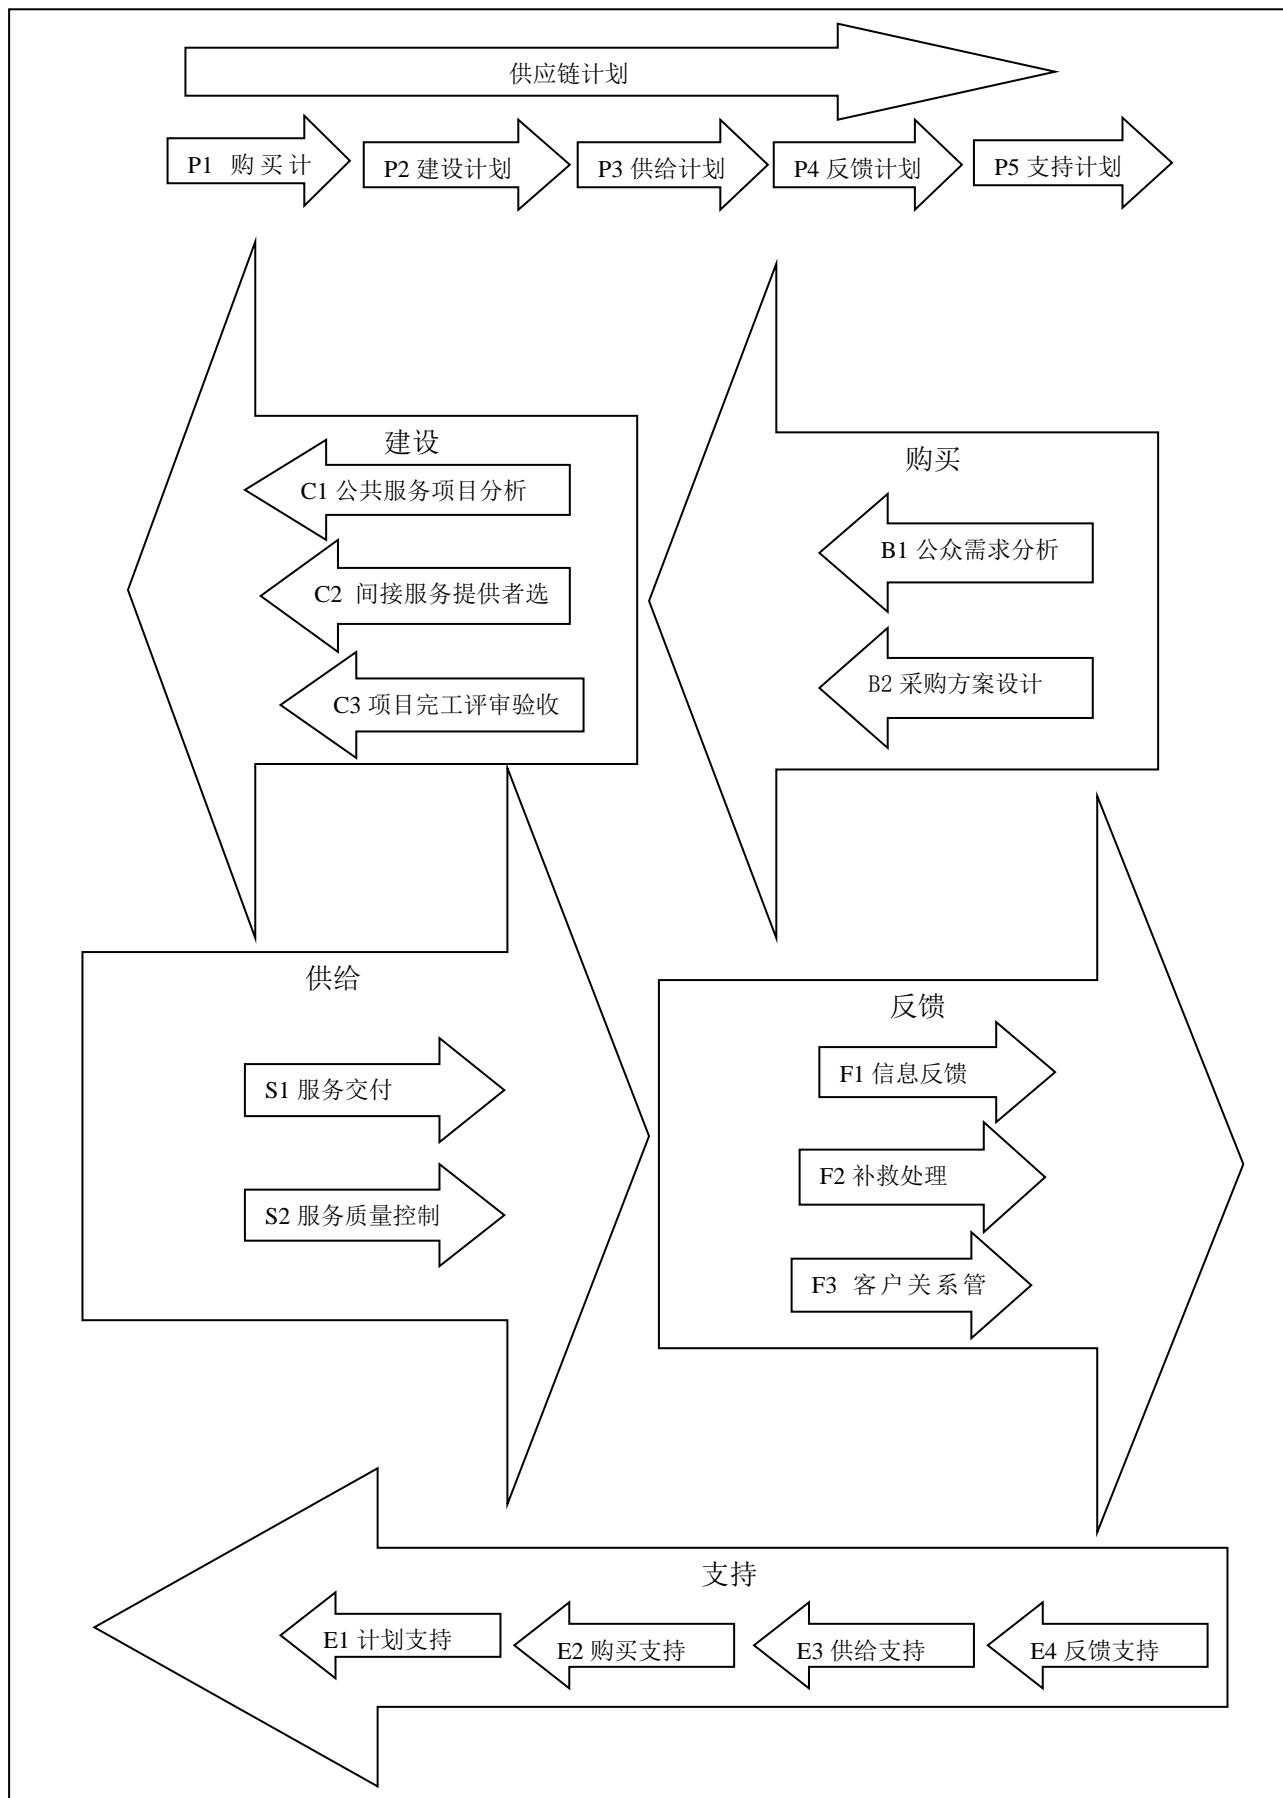 供应链计划
P1 购买计
P2 建设计划
P3 供给计划
P4 反馈计划
P5 支持计划
建设
C1 公共服务项目分析
C2 间接服务提供者选
C3 项目完工评审验收
购买
B1 公众需求分析
B2 采购方案设计
供给
S1 服务交付
S2 服务质量控制
反馈
F1 信息反馈
F2 补救处理
F3 客户关系管
支持
E1 计划支持
E2 购买支持
E3 供给支持
E4 反馈支持